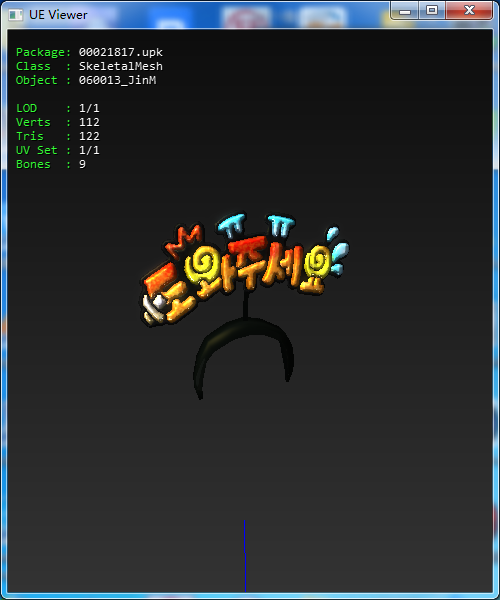 UE Viewer
Package: 00021817.upk
Class : SkeletalMesh
Object : 060013_JinM
LOD : 1/1
Verts : 112
Tris : 122
UV Set : 1/1
Bones : 9
ㅠ ㅠ
도와주세요